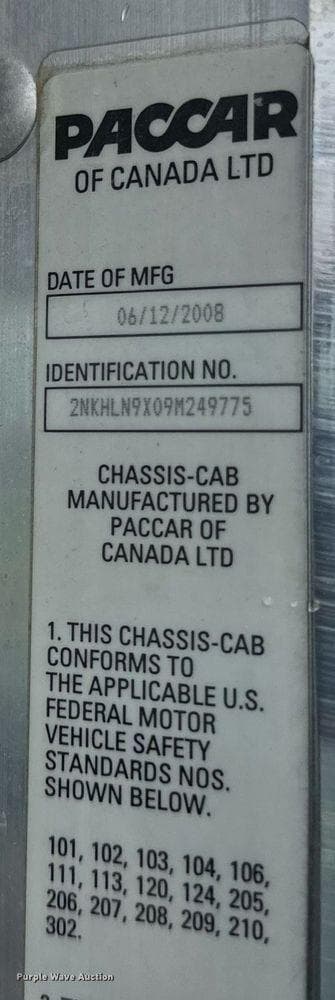 PACCAR
OF CANADA LTD
DATE OF MFG
06/12/2008
IDENTIFICATION NO.
2NKHLN9X09M249775
CHASSIS-CAB
MANUFACTURED BY
PACCAR OF
CANADA LTD
1. THIS CHASSIS-CAB
CONFORMS TO
THE APPLICABLE U.S.
FEDERAL MOTOR
VEHICLE SAFETY
STANDARDS NOS.
SHOWN BELOW.
101, 102, 103, 104, 106,
111, 113, 120, 124, 205,
206, 207, 208, 209, 210,
302.
Purple Wave Auction